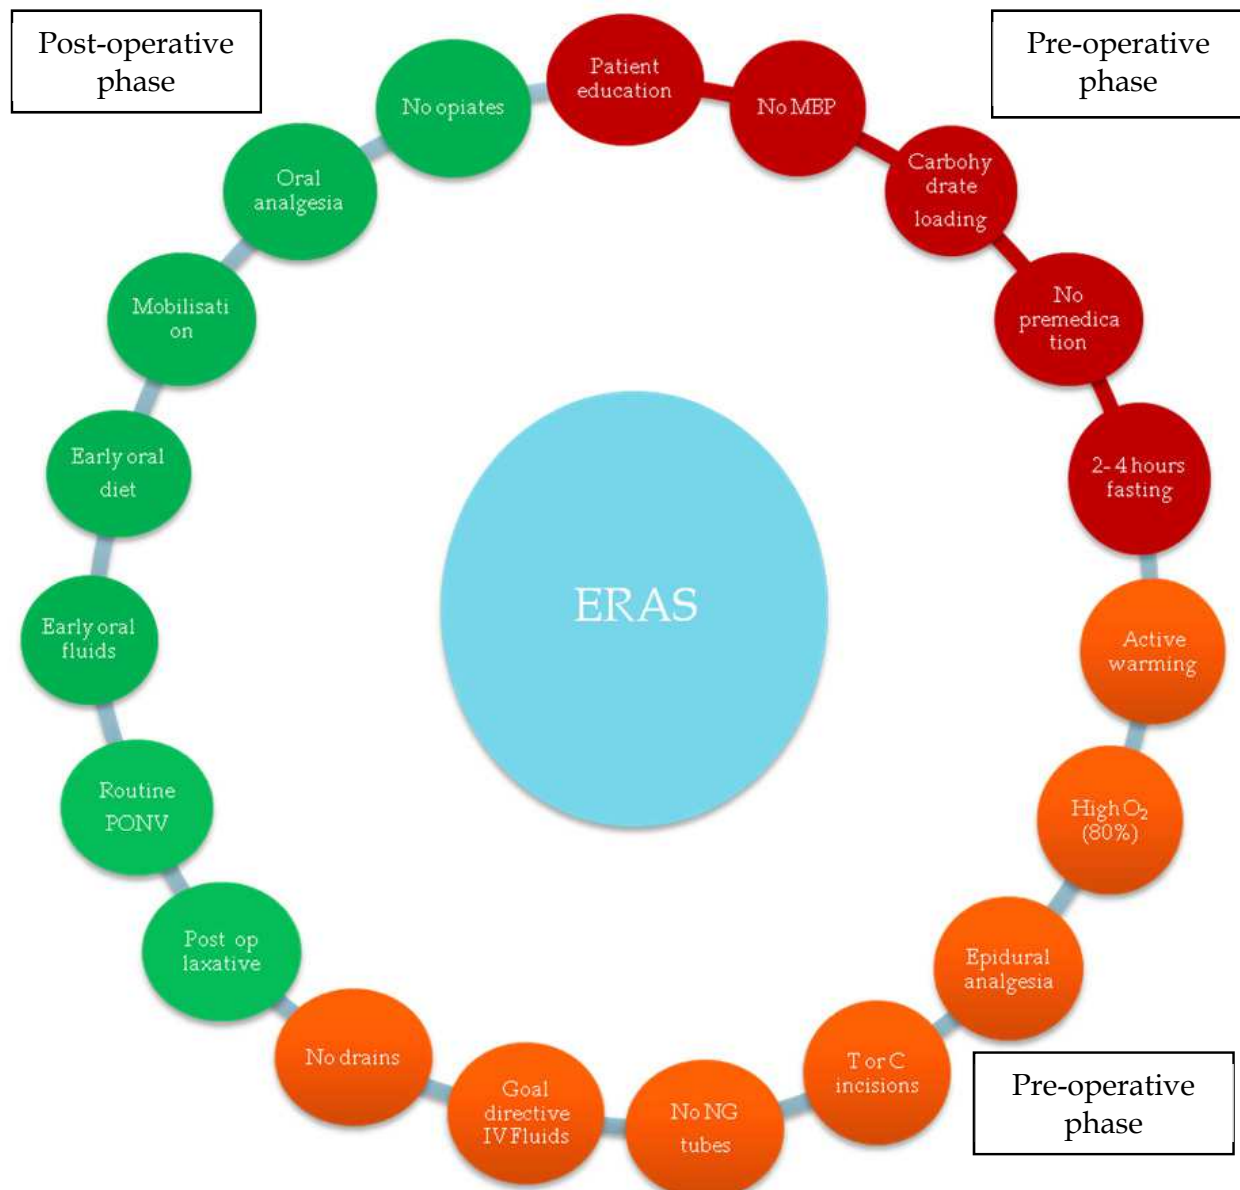 Post-operative
phase
Pre-operative
phase
Patient
education
No MBP
Carbohy
drate
loading
No
premedica
tion
2- 4 hours
fasting
Active
warming
High O₂
(80%)
Epidural
analgesia
T or C
incisions
No NG
tubes
Goal
directive
IV Fluids
No drains
Post op
laxative
Routine
PONV
Early oral
fluids
Early oral
diet
Mobilisati
on
Oral
analgesia
No opiates
ERAS
Pre-operative
phase